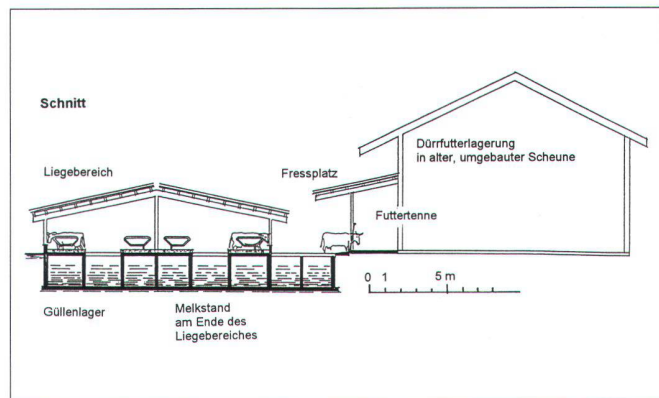 Schnitt
Dürrfutterlagerung
in alter, umgebauter Scheune
Liegebereich
Fressplatz
Futtertenne
0 1 5 m
Güllenlager
Melkstand
am Ende des
Liegebereiches